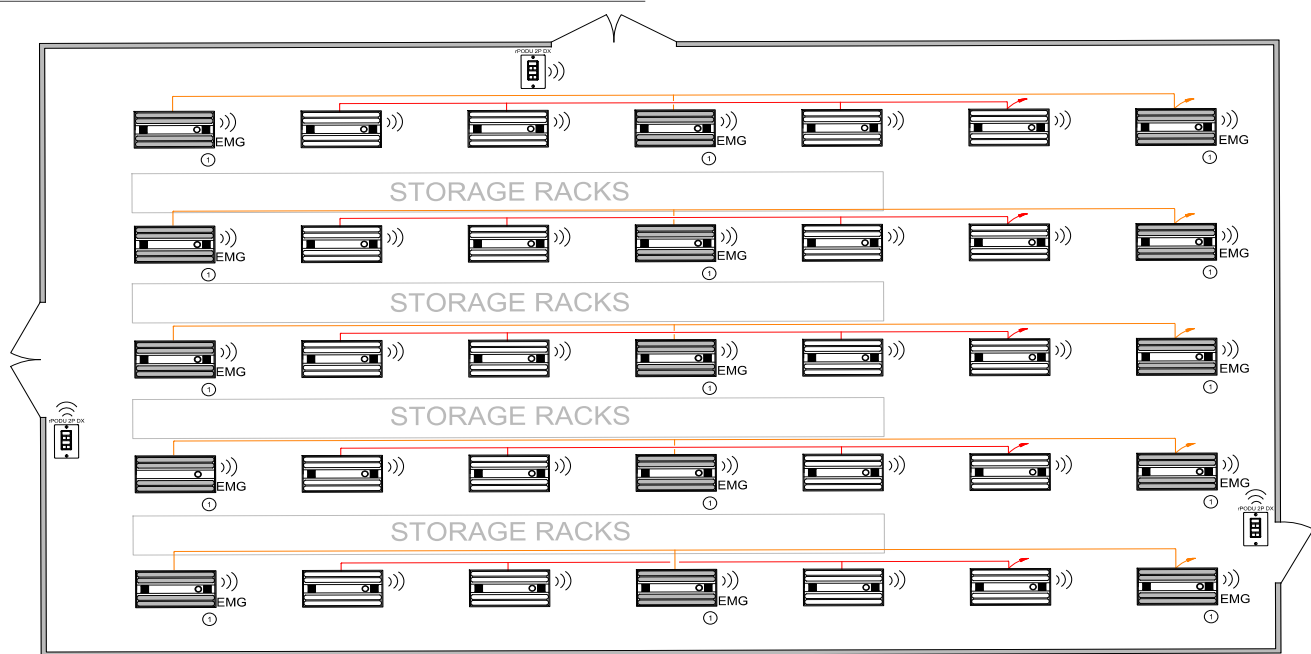 rPODU 2P DX
EMG
EMG
EMG
1
1
1
STORAGE RACKS
EMG
EMG
EMG
1
1
1
STORAGE RACKS
EMG
EMG
EMG
1
1
1
rPODU 2P DX
STORAGE RACKS
EMG
EMG
EMG
1
1
1
rPODU 2P DX
STORAGE RACKS
EMG
EMG
EMG
1
1
1